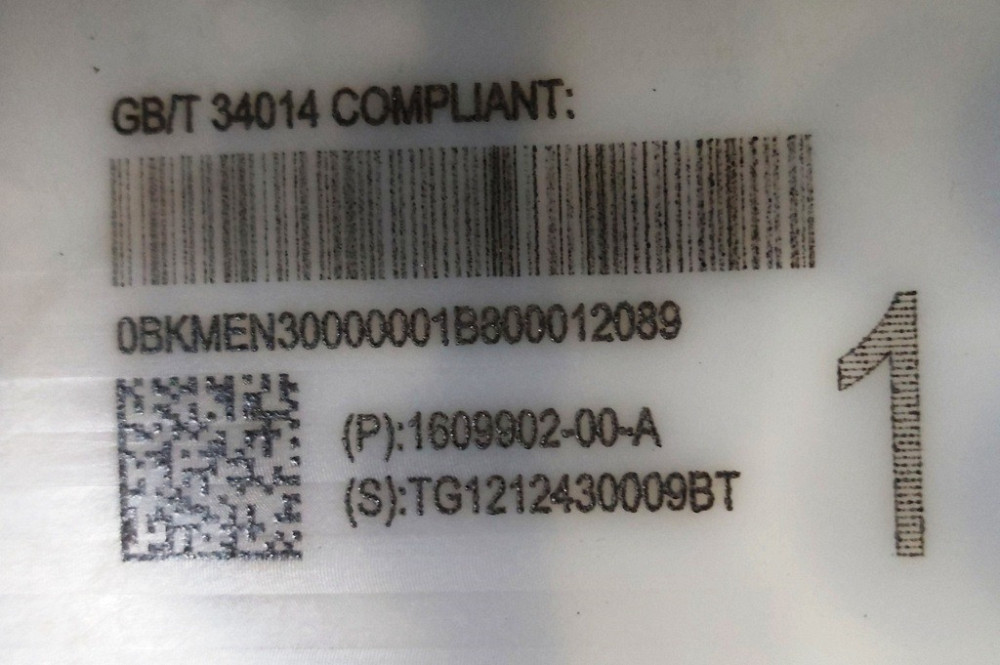 GB/T 34014 COMPLIANT:
0BKMEN30000001B800012089
(P):1609902-00-A
(S):TG1212430009BT
1